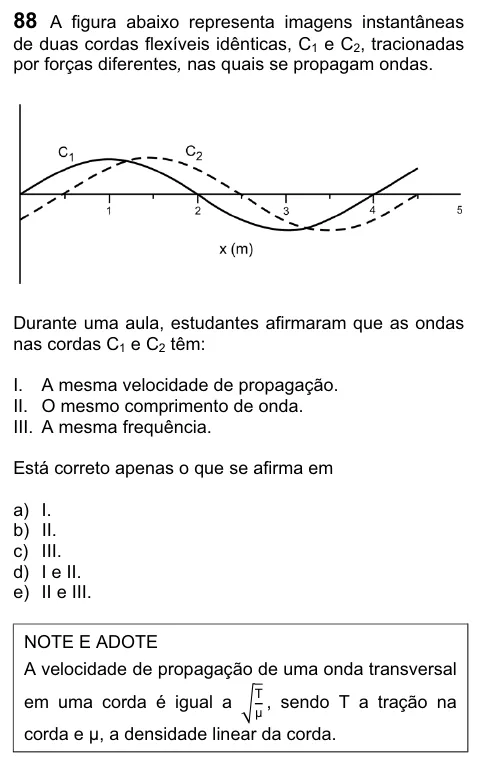 88 A figura abaixo representa imagens instantâneas
de duas cordas flexíveis idênticas, C₁ e C₂, tracionadas
por forças diferentes, nas quais se propagam ondas.
C₁ C₂
1 2 3 4 5
x (m)
Durante uma aula, estudantes afirmaram que as ondas
nas cordas C₁ e C₂ têm:
I. A mesma velocidade de propagação.
II. O mesmo comprimento de onda.
III. A mesma frequência.
Está correto apenas o que se afirma em
a) I.
b) II.
c) III.
d) I e II.
e) II e III.
NOTE E ADOTE
A velocidade de propagação de uma onda transversal
em uma corda é igual a √(T/μ), sendo T a tração na
corda e μ, a densidade linear da corda.